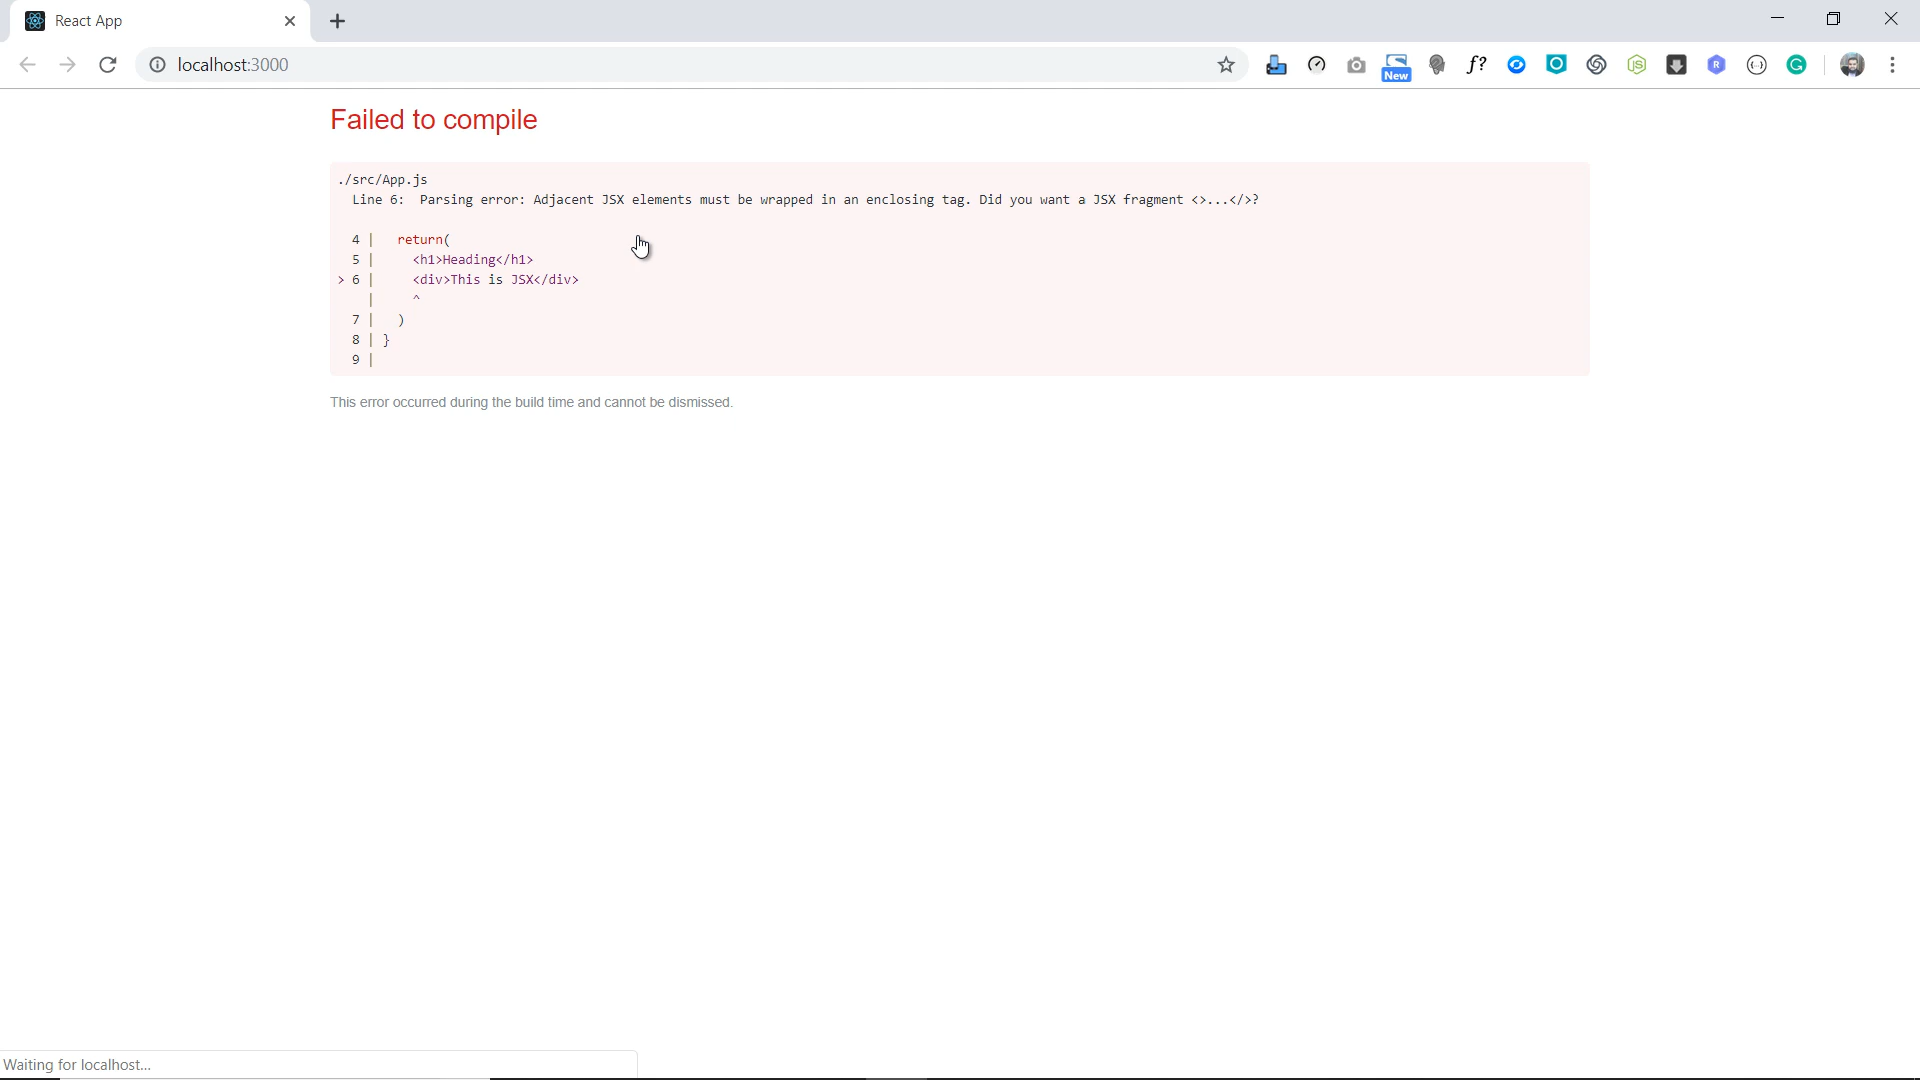 React App
localhost:3000
New
f?
JS
R
{...}
G
Failed to compile
./src/App.js
Line 6:  Parsing error: Adjacent JSX elements must be wrapped in an enclosing tag. Did you want a JSX fragment <>...</>?
4 |   return(
5 |     <h1>Heading</h1>
> 6 |     <div>This is JSX</div>
|     ^
7 |   )
8 | }
9 |
This error occurred during the build time and cannot be dismissed.
Waiting for localhost...